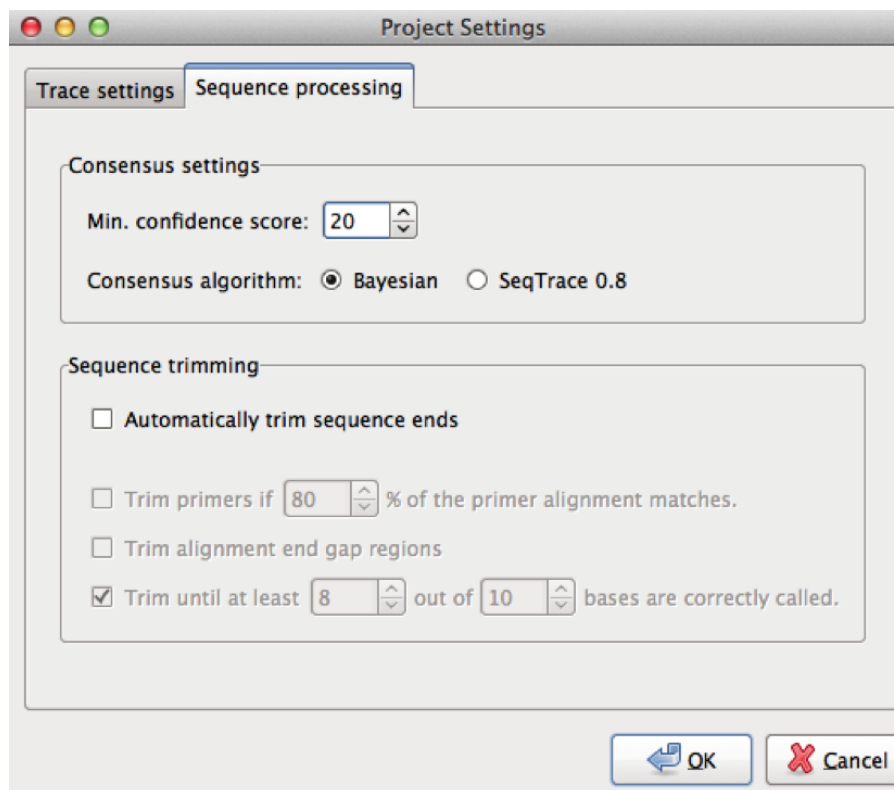 Project Settings
Trace settings Sequence processing
Consensus settings
Min. confidence score: 20
Consensus algorithm: Bayesian SeqTrace 0.8
Sequence trimming
Automatically trim sequence ends
Trim primers if 80 % of the primer alignment matches.
Trim alignment end gap regions
Trim until at least 8 out of 10 bases are correctly called.
OK Cancel